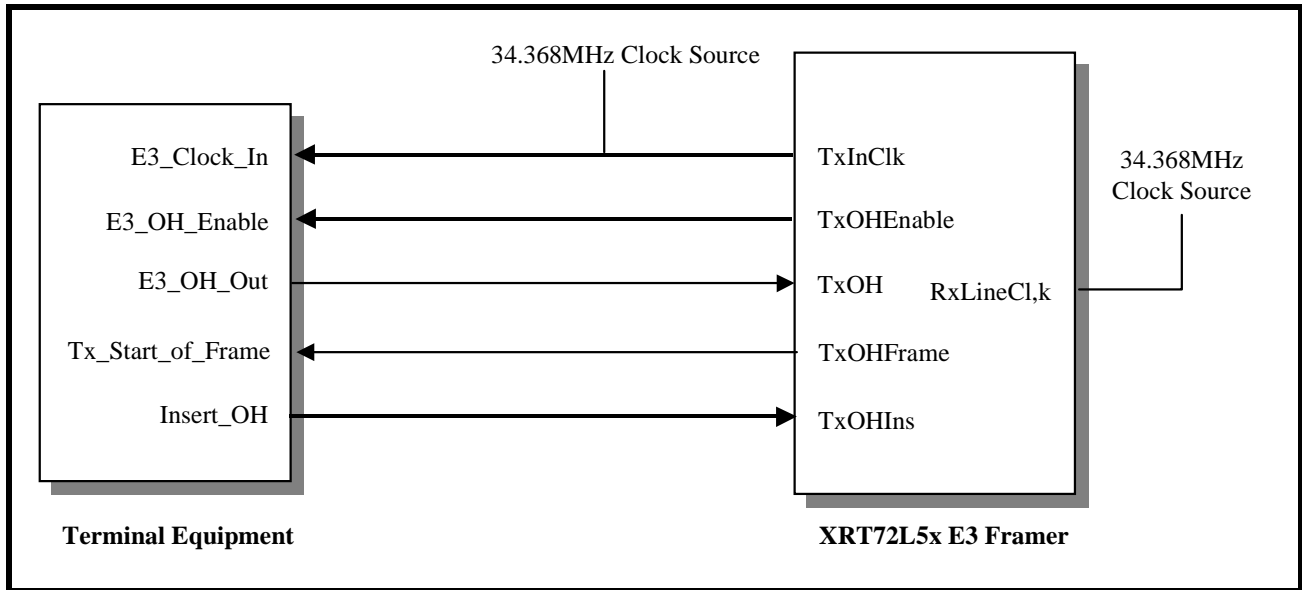 34.368MHz Clock Source
E3_Clock_In
TxInClk
34.368MHz
Clock Source
E3_OH_Enable
TxOHEnable
E3_OH_Out
TxOH
RxLineCl,k
Tx_Start_of_Frame
TxOHFrame
Insert_OH
TxOHIns
Terminal Equipment
XRT72L5x E3 Framer